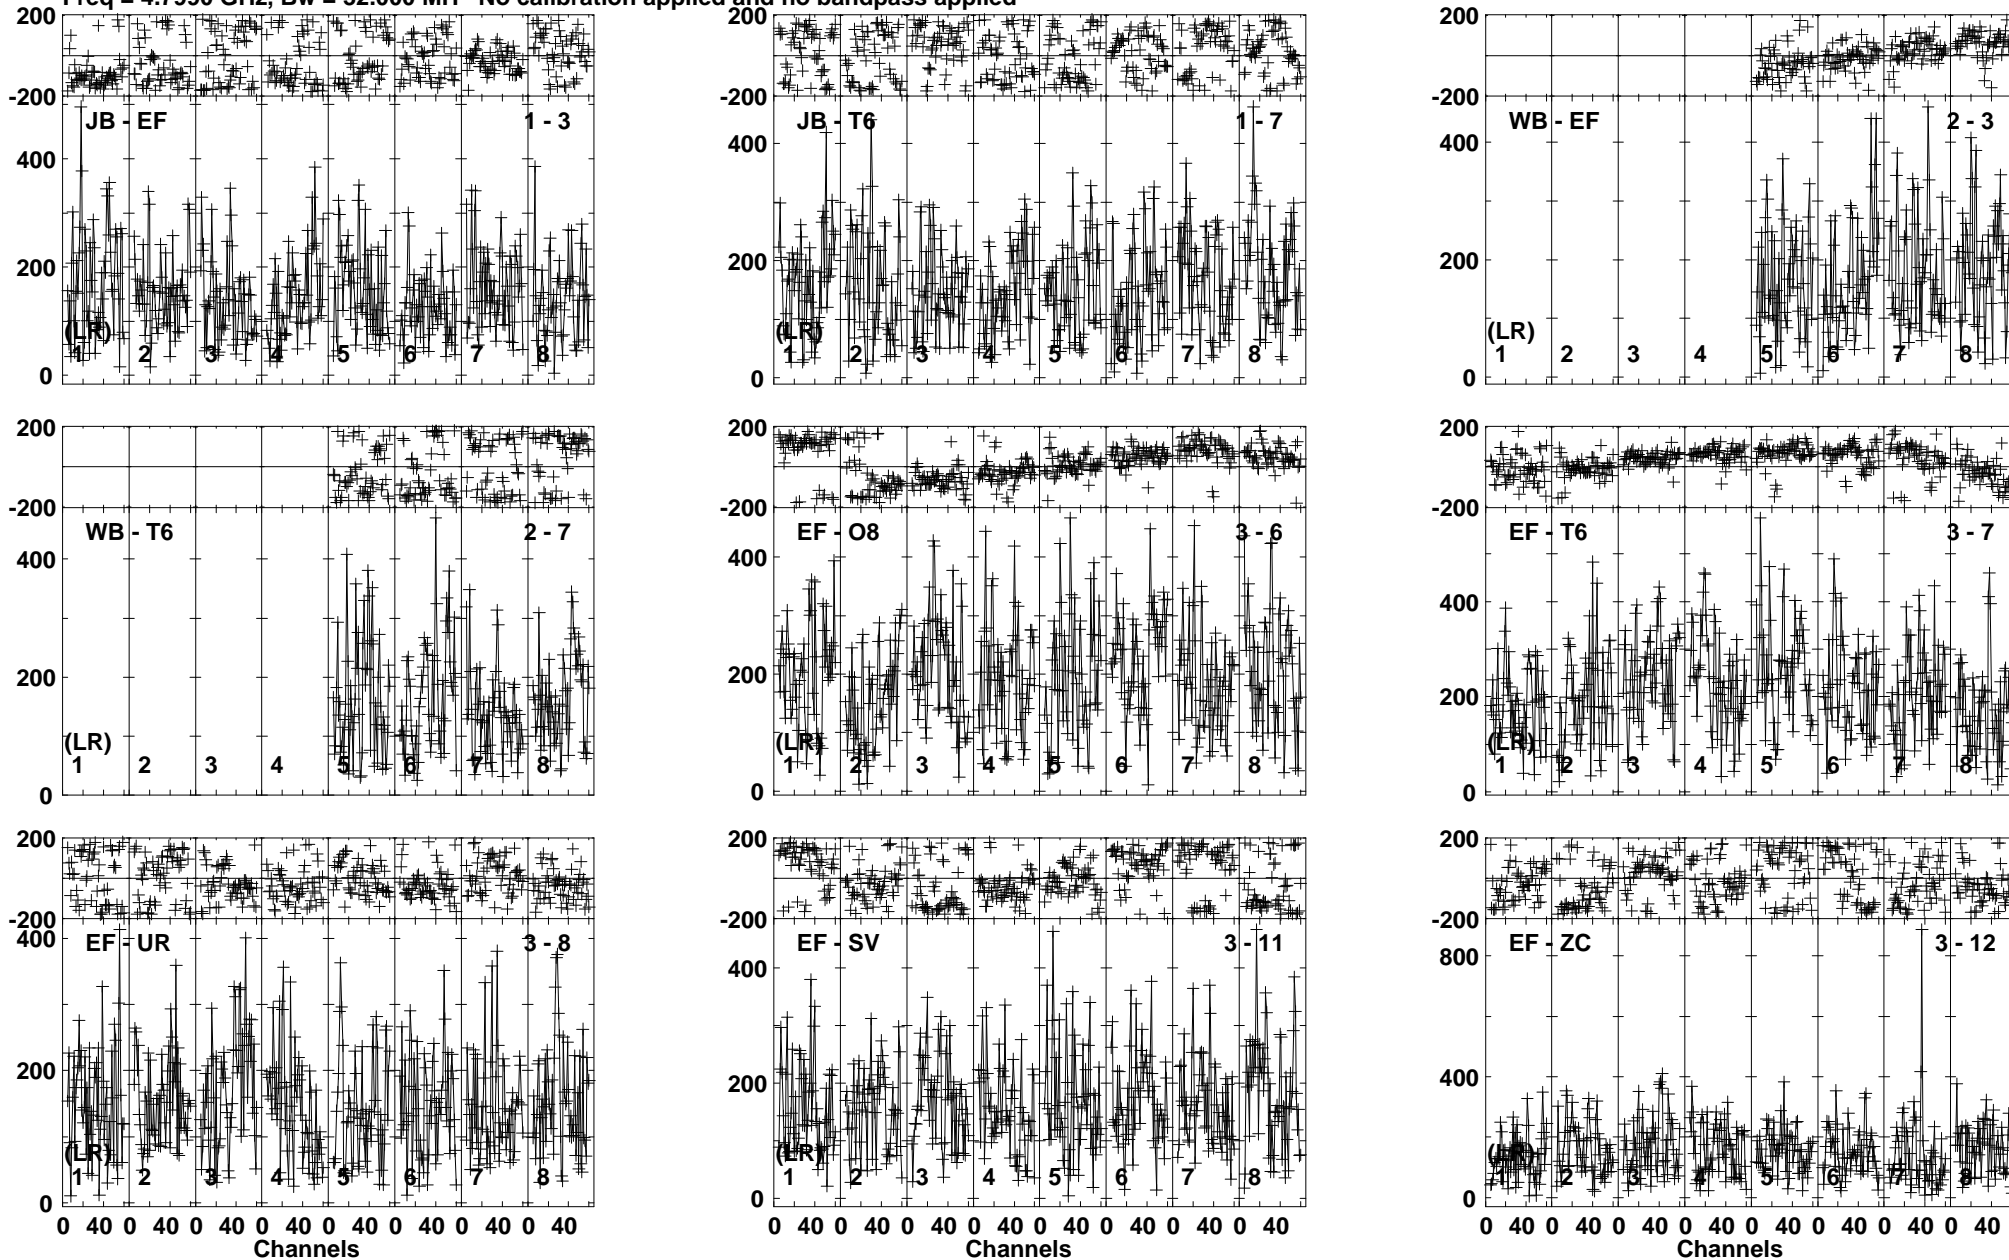 Freq = 4.7990 GHz, Bw = 32.000 MH No calibration applied and no bandpass applied
200 200 200
-200 -200 -200
JB - EF 1 - 3 JB - T6 1 - 7 WB - EF 2 - 3
400 400 400
200 200 200
(LR) (LR) (LR)
1 2 3 4 5 6 7 8 1 2 3 4 5 6 7 8 1 2 3 4 5 6 7 8
0 0 0
200 200 200
-200 -200 -200
WB - T6 2 - 7 EF - O8 3 - 6 EF - T6 3 - 7
400 400 400
200 200 200
(LR) (LR) (LR)
1 2 3 4 5 6 7 8 1 2 3 4 5 6 7 8 1 2 3 4 5 6 7 8
0 0 0
200 200 200
-200 -200 -200
EF - UR 3 - 8 EF - SV 3 - 11 EF - ZC 3 - 12
400 400 800
200 200 400
(LR) (LR) (LR)
1 2 3 4 5 6 7 8 1 2 3 4 5 6 7 8 1 2 3 4 5 6 7 8
0 0 0
0 40 0 40 0 40 0 40 0 40 0 40 0 40 0 40 0 40 0 40 0 40 0 40 0 40 0 40 0 40 0 40 0 40 0 40 0 40 0 40 0 40 0 40 0 40 0 40
Channels Channels Channels